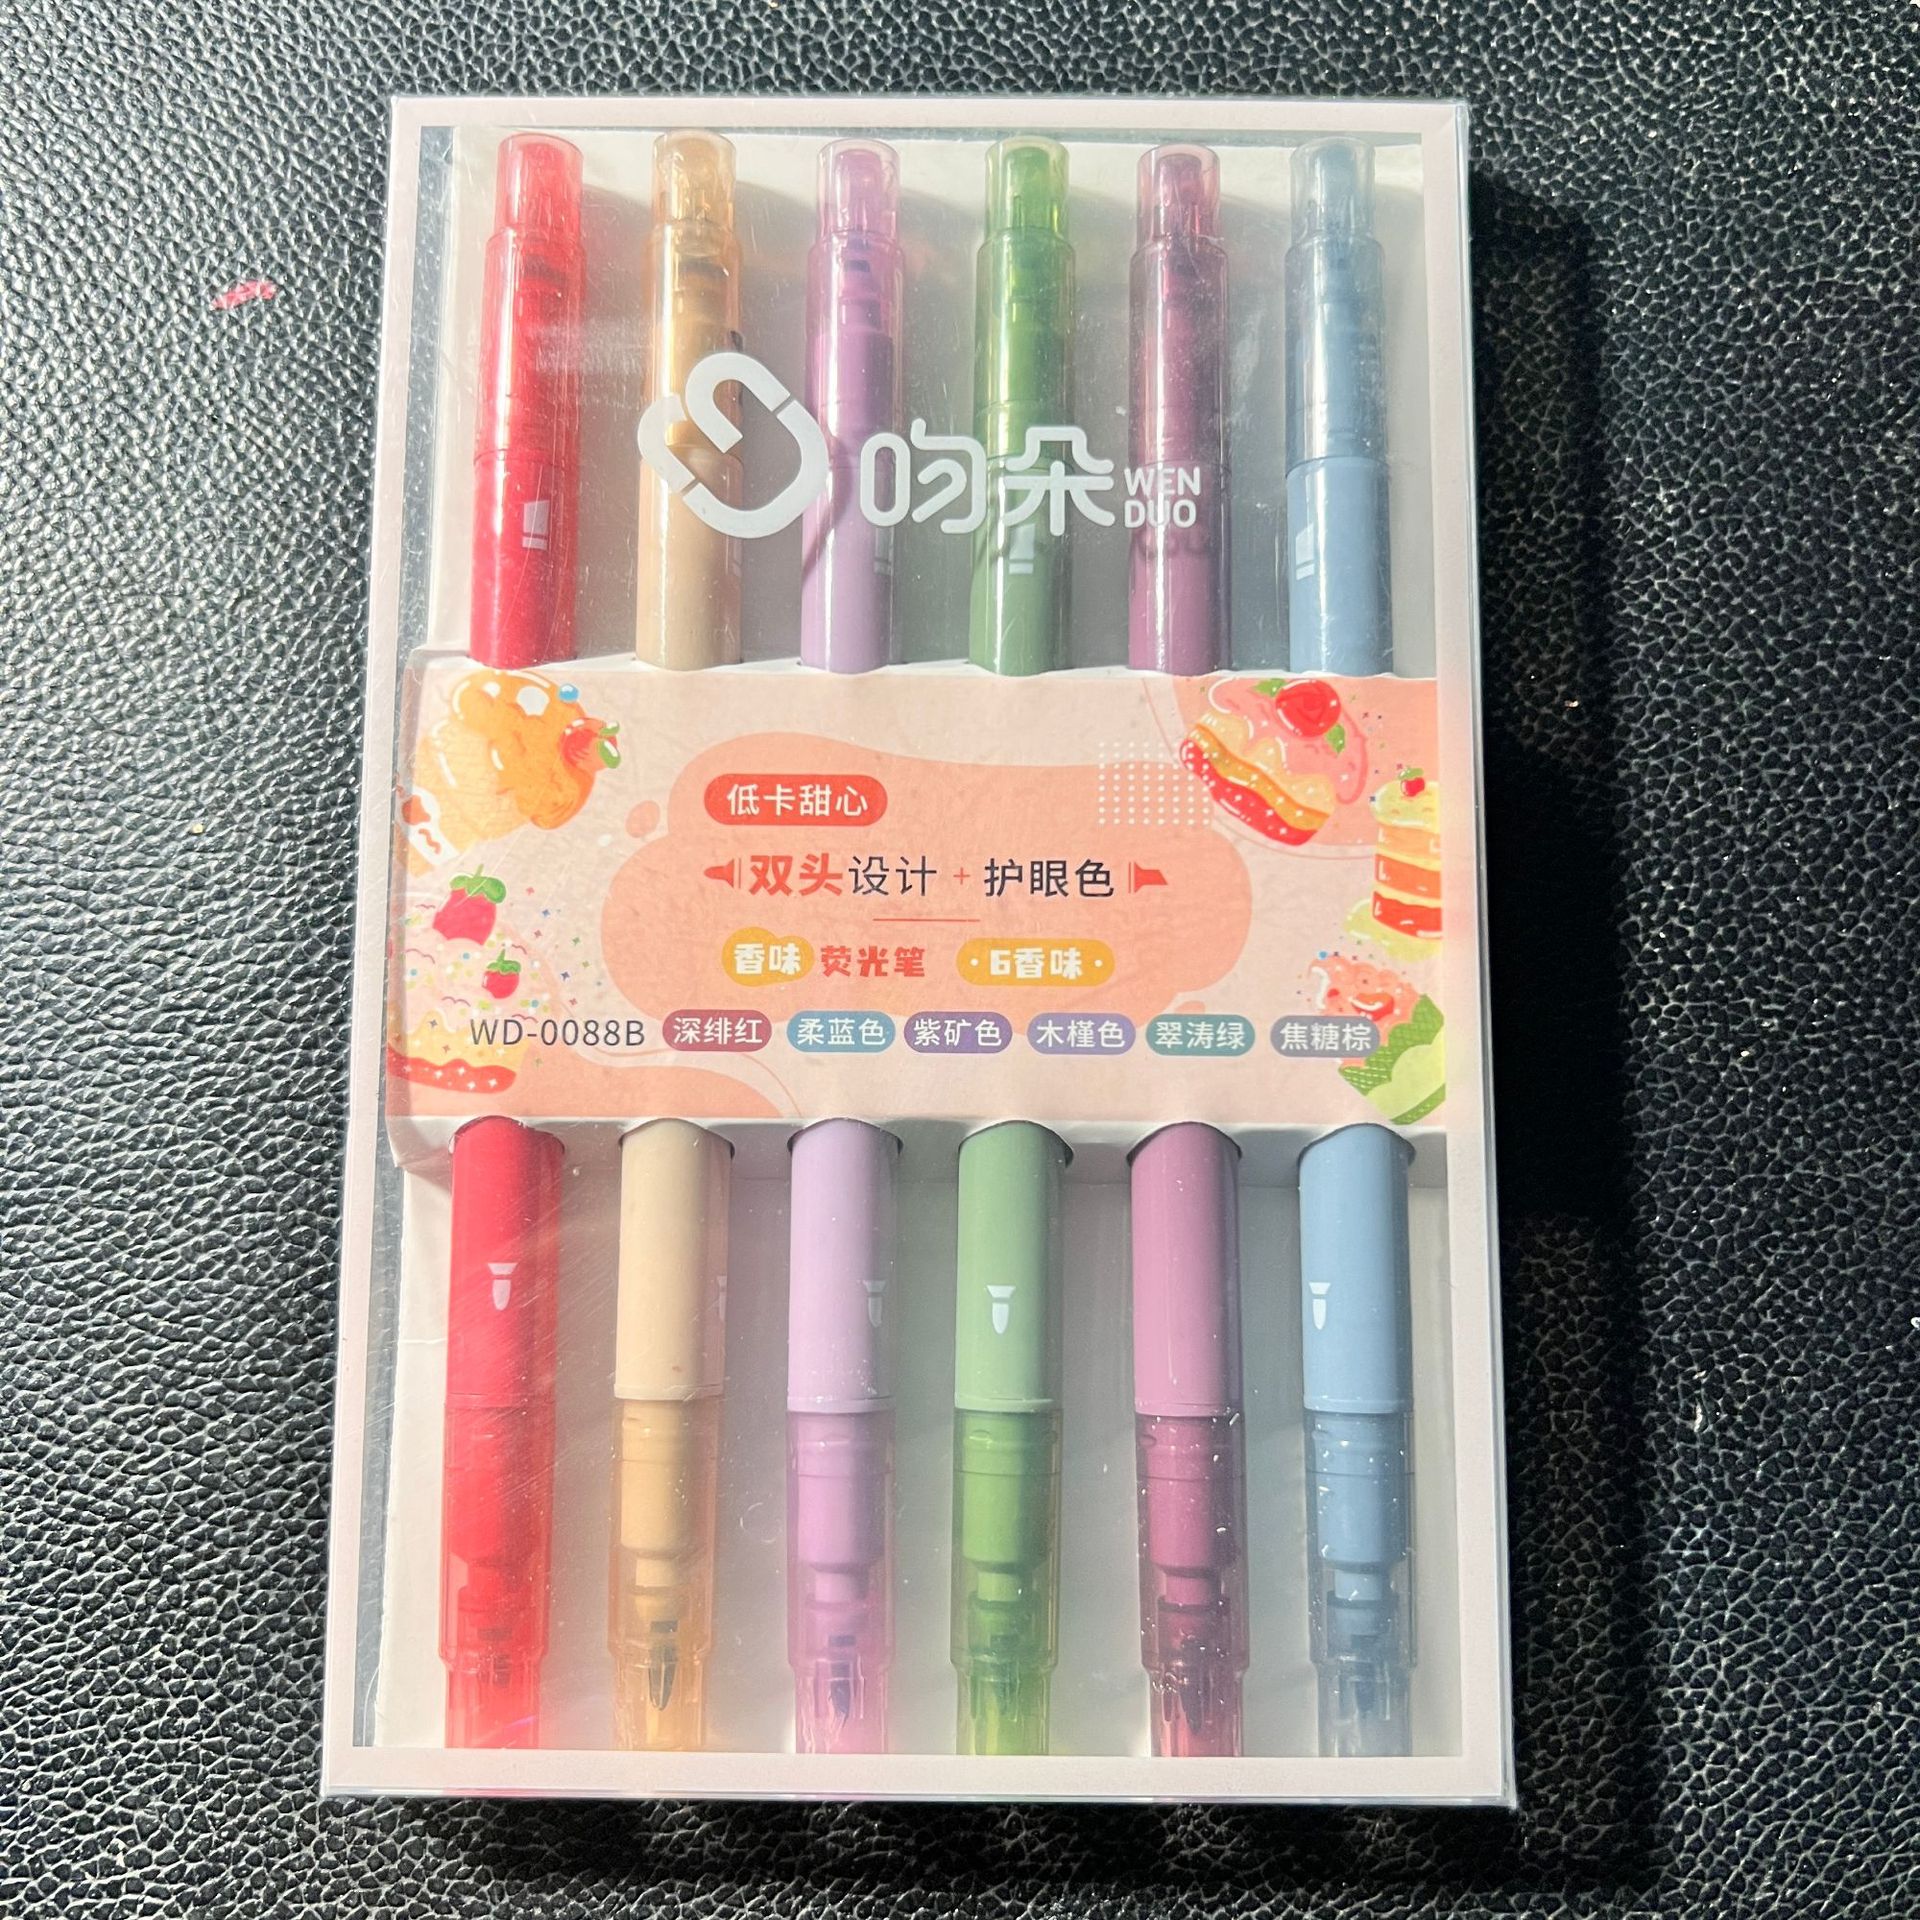 吻朵 WEN DUO
低卡甜心
双头设计 + 护眼色
香味 荧光笔 ·6香味·
WD-0088B 深绯红 柔蓝色 紫矿色 木槿色 翠涛绿 焦糖棕